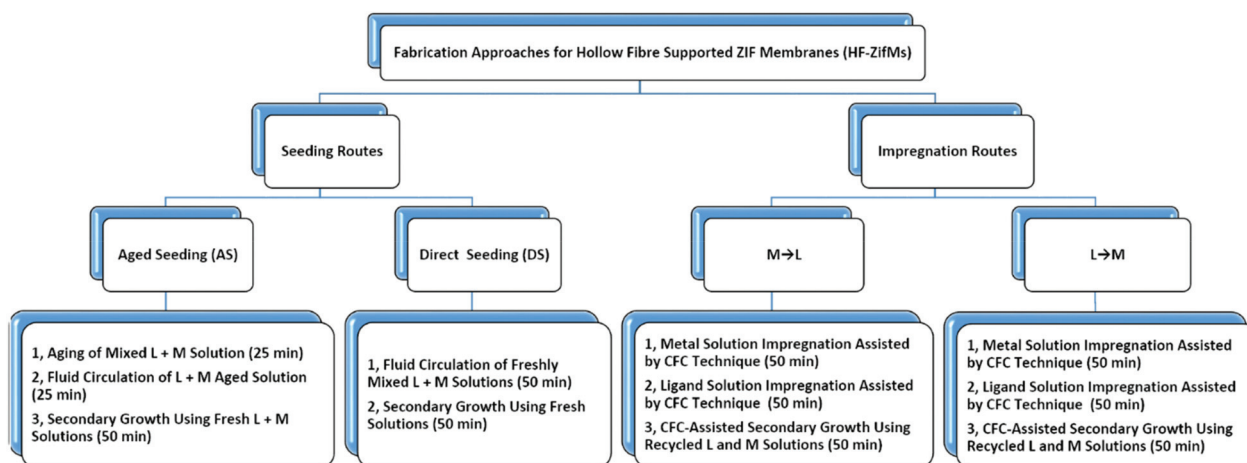 Fabrication Approaches for Hollow Fibre Supported ZIF Membranes (HF-ZifMs)
Seeding Routes
Impregnation Routes
Aged Seeding (AS)
Direct Seeding (DS)
M→L
L→M
1, Aging of Mixed L + M Solution (25 min)
2, Fluid Circulation of L + M Aged Solution
(25 min)
3, Secondary Growth Using Fresh L + M
Solutions (50 min)
1, Fluid Circulation of Freshly
Mixed L + M Solutions (50 min)
2, Secondary Growth Using Fresh
Solutions (50 min)
1, Metal Solution Impregnation Assisted
by CFC Technique (50 min)
2, Ligand Solution Impregnation Assisted
by CFC Technique (50 min)
3, CFC-Assisted Secondary Growth Using
Recycled L and M Solutions (50 min)
1, Metal Solution Impregnation Assisted
by CFC Technique (50 min)
2, Ligand Solution Impregnation Assisted
by CFC Technique (50 min)
3, CFC-Assisted Secondary Growth Using
Recycled L and M Solutions (50 min)